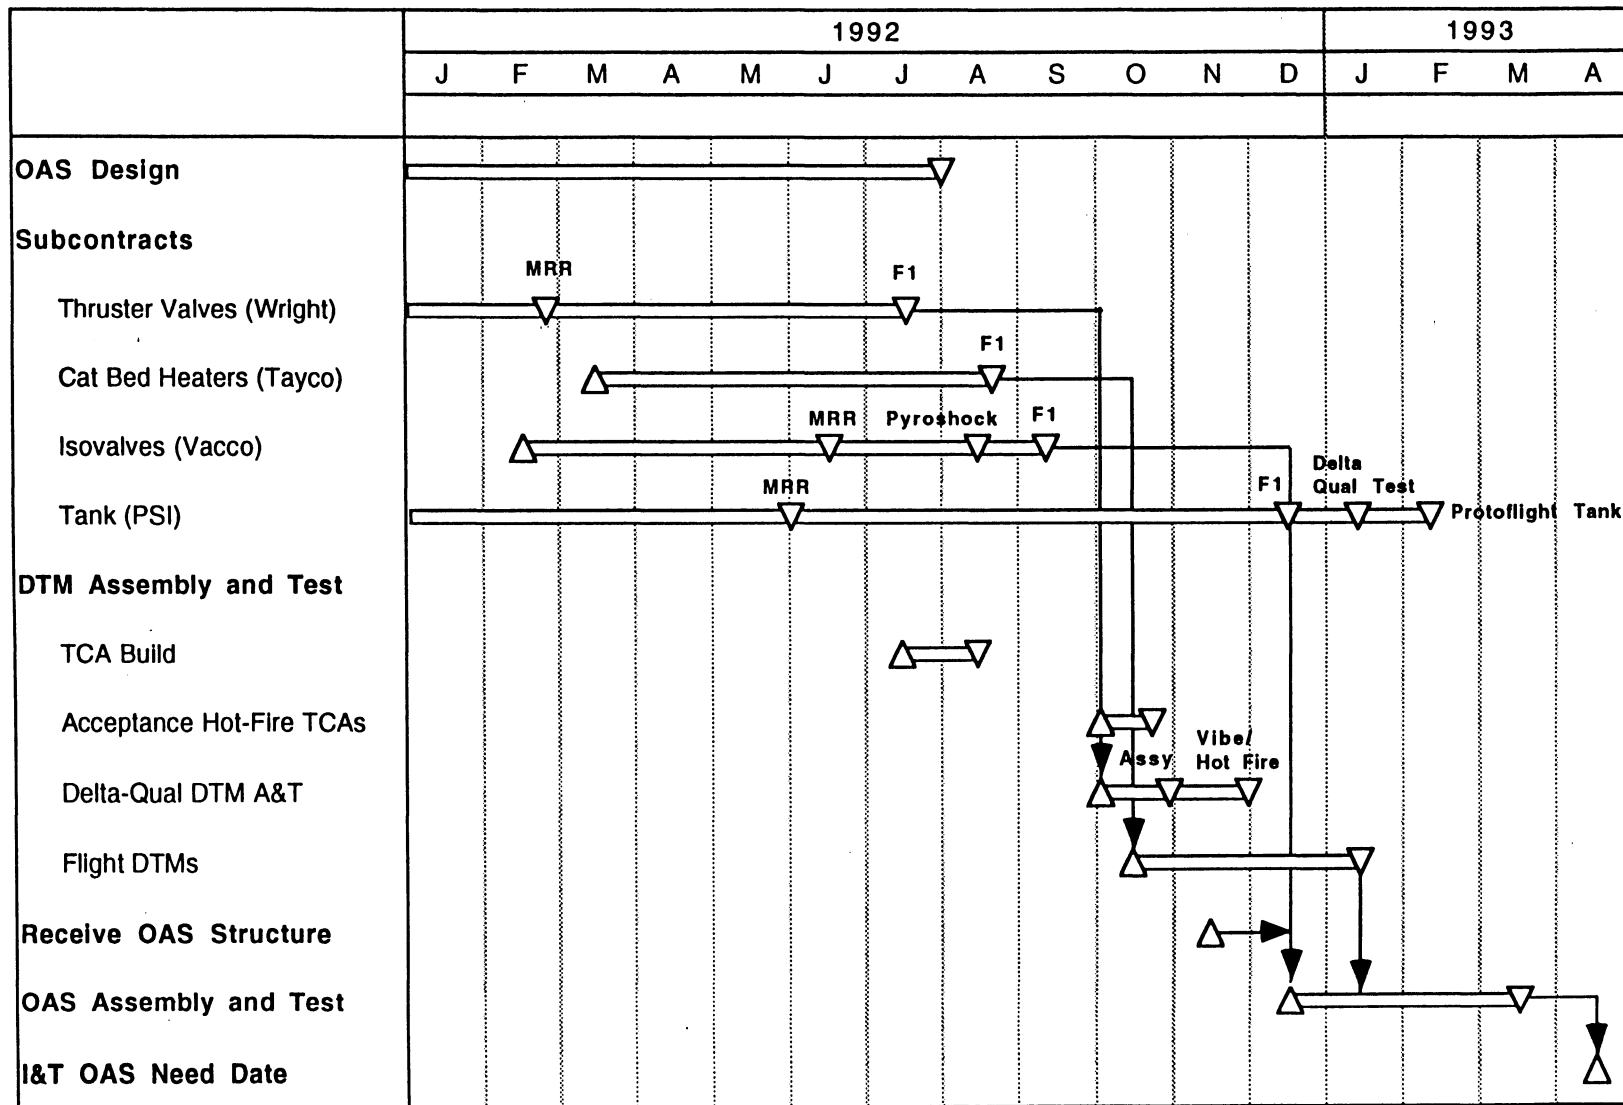 1992 1993
J F M A M J J A S O N D J F M A
OAS Design
Subcontracts
MRR F1
Thruster Valves (Wright)
F1
Cat Bed Heaters (Tayco)
MRR Pyroshock F1
Isovalves (Vacco)
Delta
MRR F1 Qual Test
Tank (PSI) Protoflight Tank
DTM Assembly and Test
TCA Build
Acceptance Hot-Fire TCAs
Vibe/
Assy Hot Fire
Delta-Qual DTM A&T
Flight DTMs
Receive OAS Structure
OAS Assembly and Test
I&T OAS Need Date